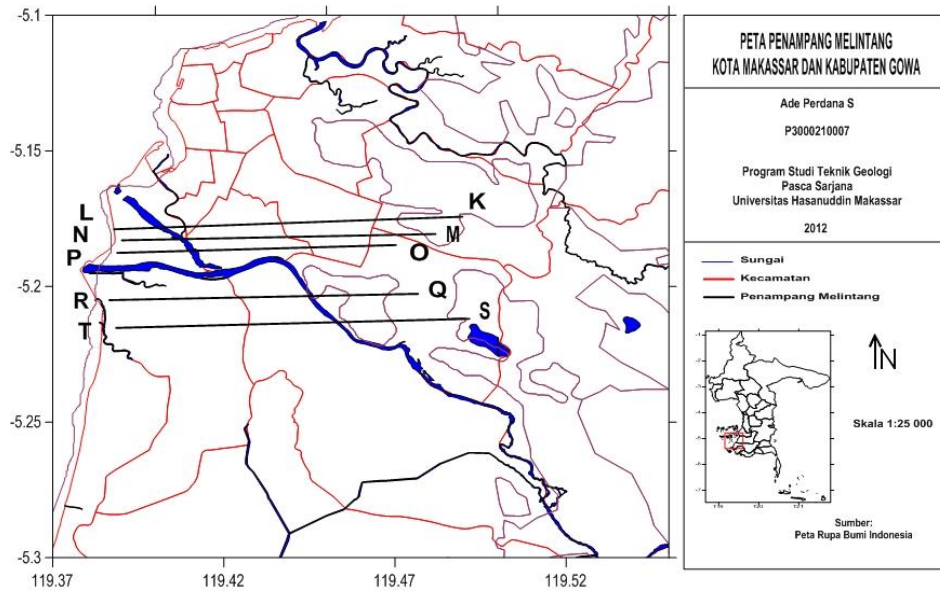 -5.1
-5.15
-5.2
-5.25
-5.3
119.37
119.42
119.47
119.52
L
K
N
M
P
O
R
Q
T
S
PETA PENAMPANG MELINTANG
KOTA MAKASSAR DAN KABUPATEN GOWA
Ade Perdana S
P3000210007
Program Studi Teknik Geologi
Pasca Sarjana
Universitas Hasanuddin Makassar
2012
Sungai
Kecamatan
Penampang Melintang
N
Skala 1:25 000
Sumber:
Peta Rupa Bumi Indonesia